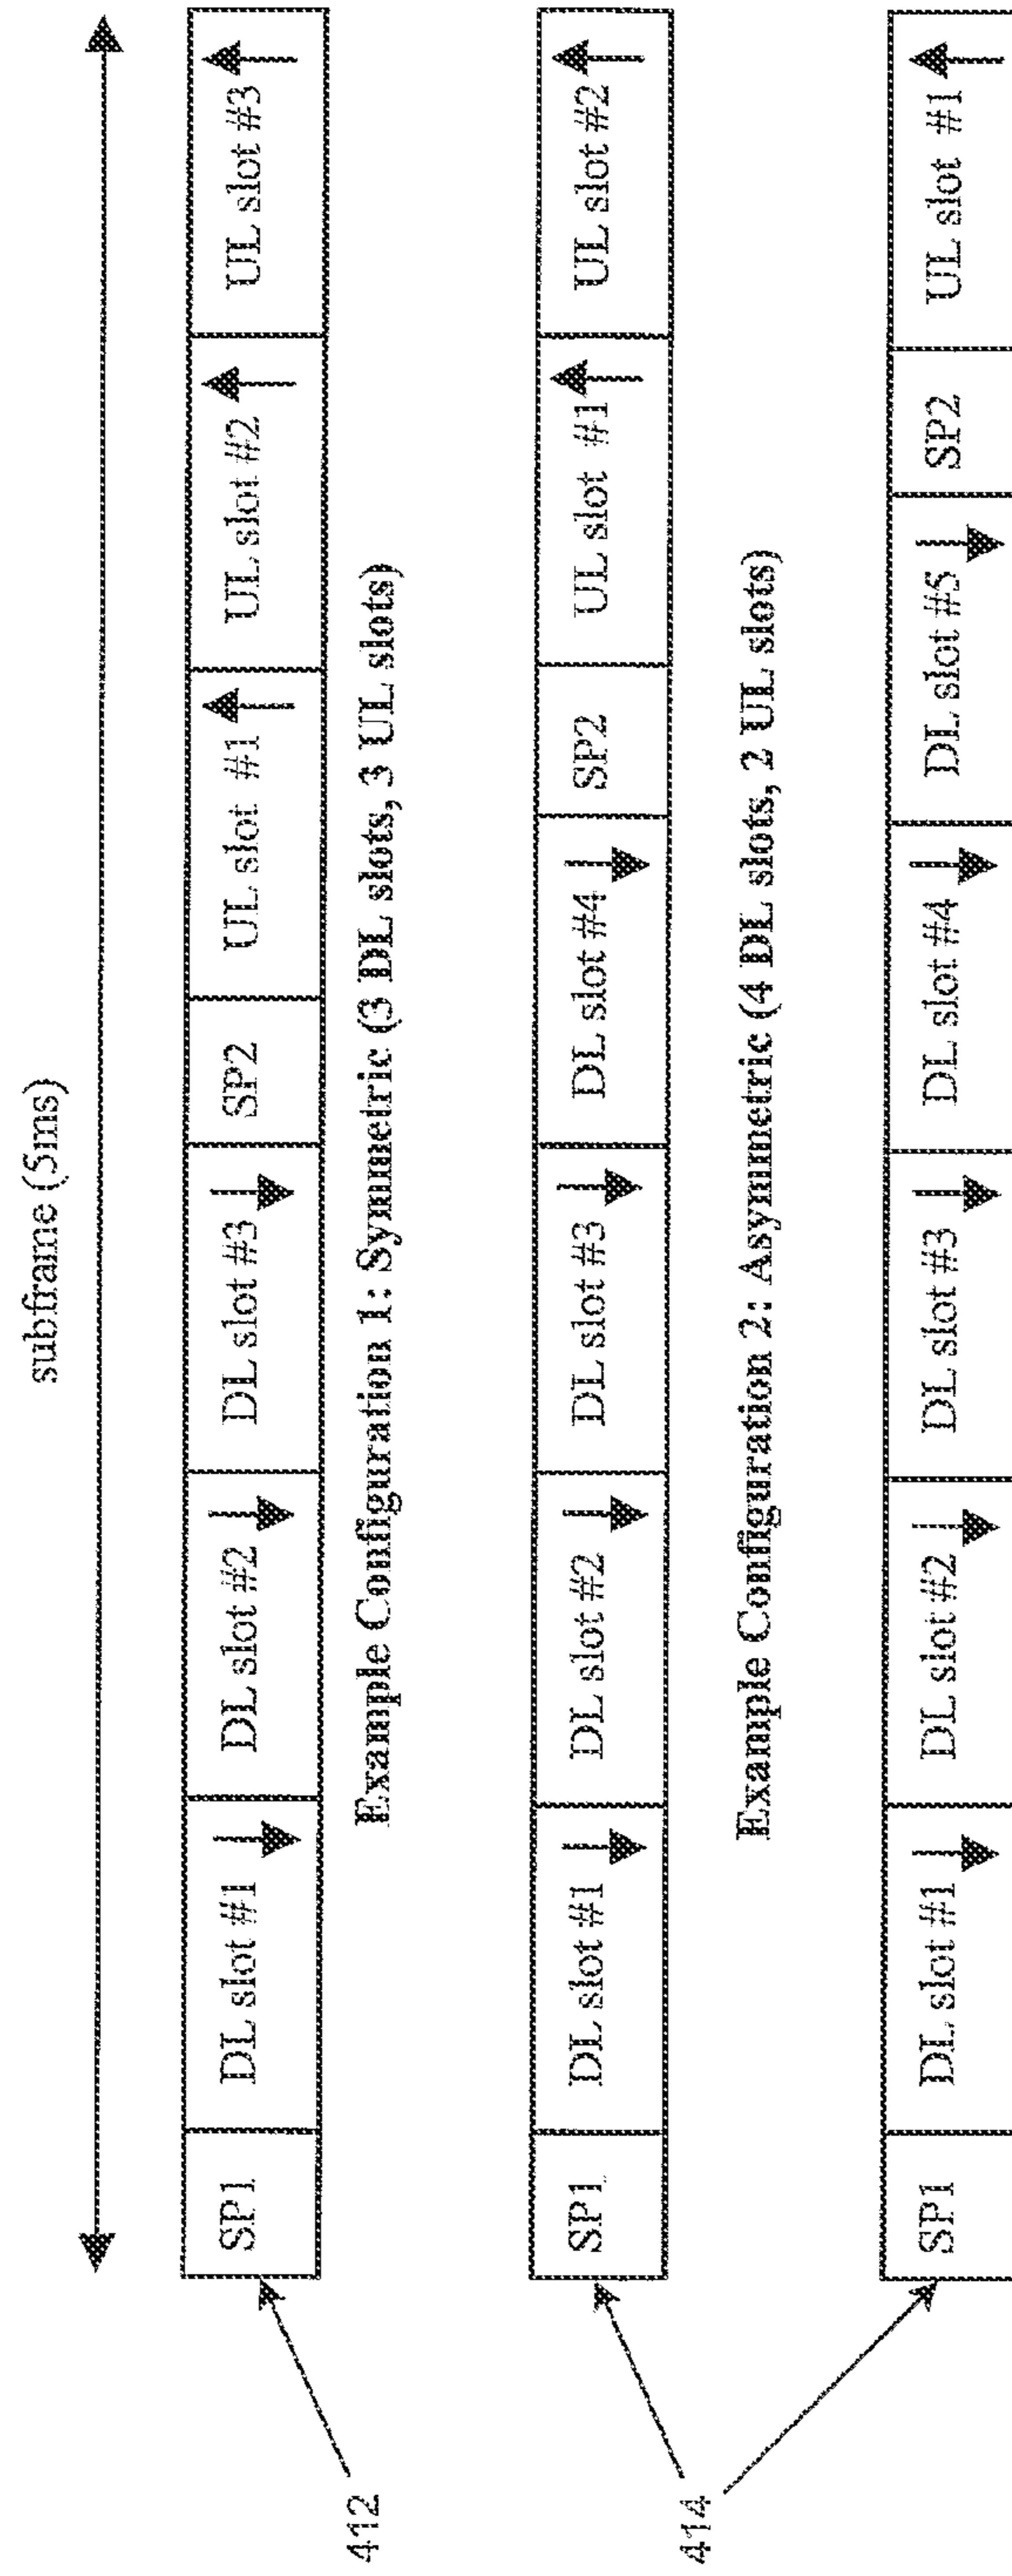 subframe (5ms)
SP1 DL slot #1 DL slot #2 DL slot #3 SP2 UL slot #1 UL slot #2 UL slot #3
412
Example Configuration 1: Symmetric (3 DL slots, 3 UL slots)
SP1 DL slot #1 DL slot #2 DL slot #3 DL slot #4 SP2 UL slot #1 UL slot #2
414
Example Configuration 2: Asymmetric (4 DL slots, 2 UL slots)
SP1 DL slot #1 DL slot #2 DL slot #3 DL slot #4 DL slot #5 SP2 UL slot #1